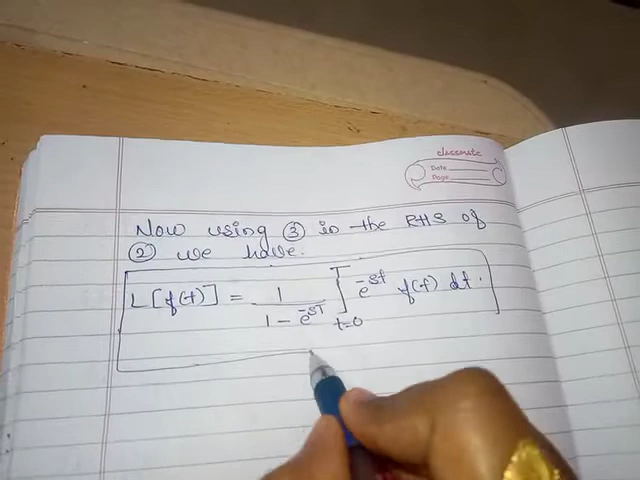 classmate
Date
Page
Now using ③ in the RHS of
② we have.
L[f(t)] = 1 / (1 - e^{-sT}) ∫_{t=0}^{T} e^{-st} f(t) dt.